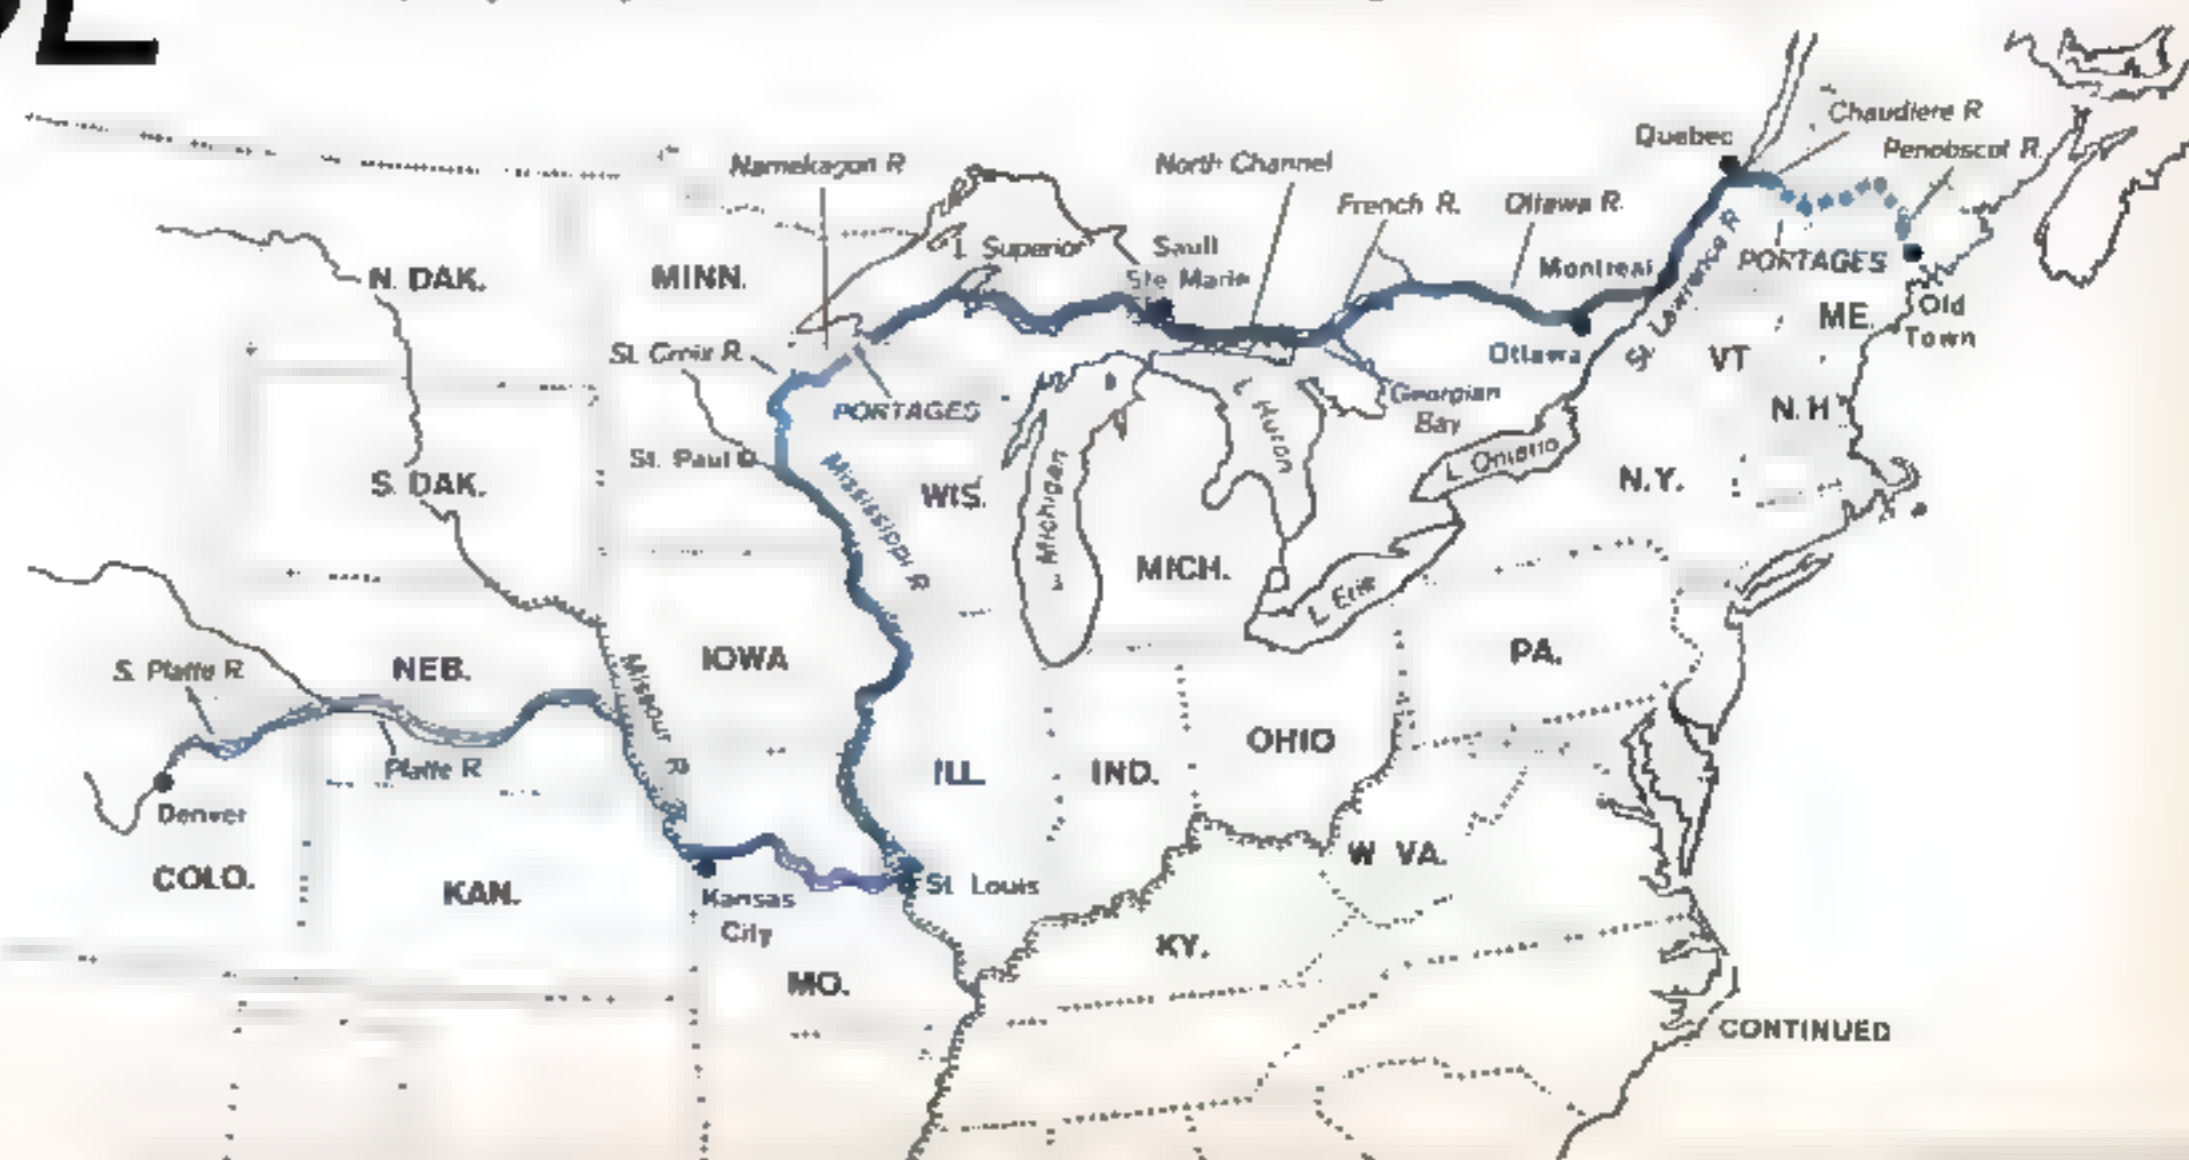 Chaudiere R
Quebec
Penobscot R.
Namekagon R
North Channel
French R.
Ottawa R.
L Superior
Sault
Ste Marie
Montreal
St. Lawrence R
PORTAGES
N. DAK.
MINN.
ME.
Old
Town
St. Croix R.
Ottawa
VT
PORTAGES
Georgian
Bay
L Huron
N.H
St. Paul
Mississippi R
S. DAK.
WIS.
L Michigan
L Ontario
N.Y.
MICH.
L Erie
S. Platte R
NEB.
Missouri R
IOWA
PA.
Platte R
OHIO
ILL
IND.
Denver
COLO.
KAN.
W VA.
Kansas
City
St Louis
KY.
MO.
CONTINUED